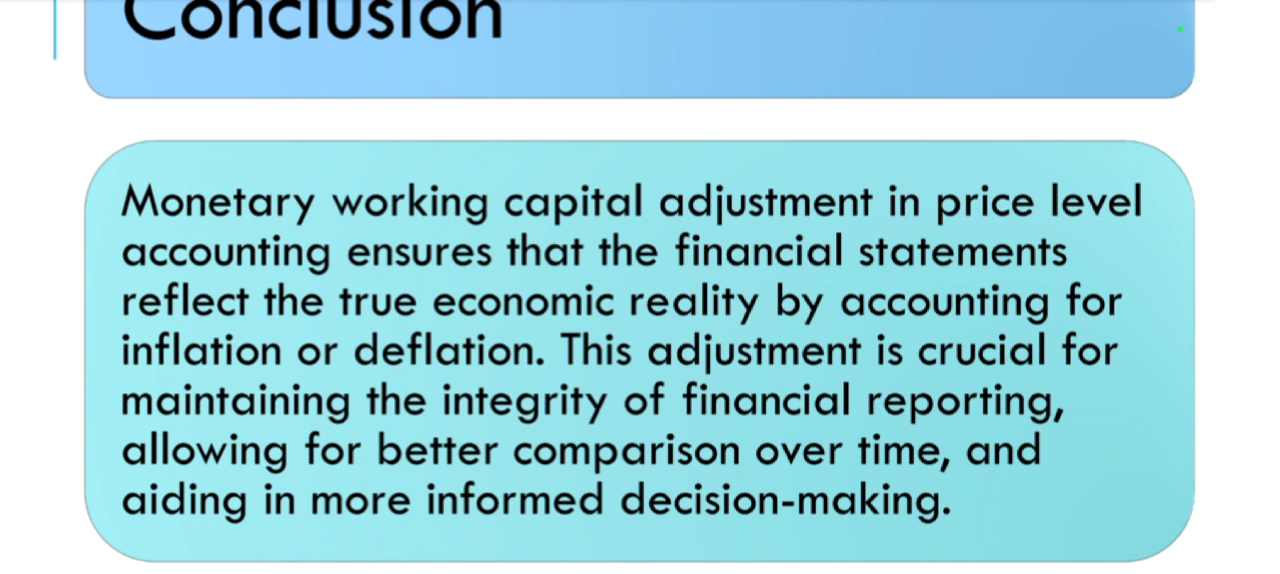 Conclusion
Monetary working capital adjustment in price level
accounting ensures that the financial statements
reflect the true economic reality by accounting for
inflation or deflation. This adjustment is crucial for
maintaining the integrity of financial reporting,
allowing for better comparison over time, and
aiding in more informed decision-making.